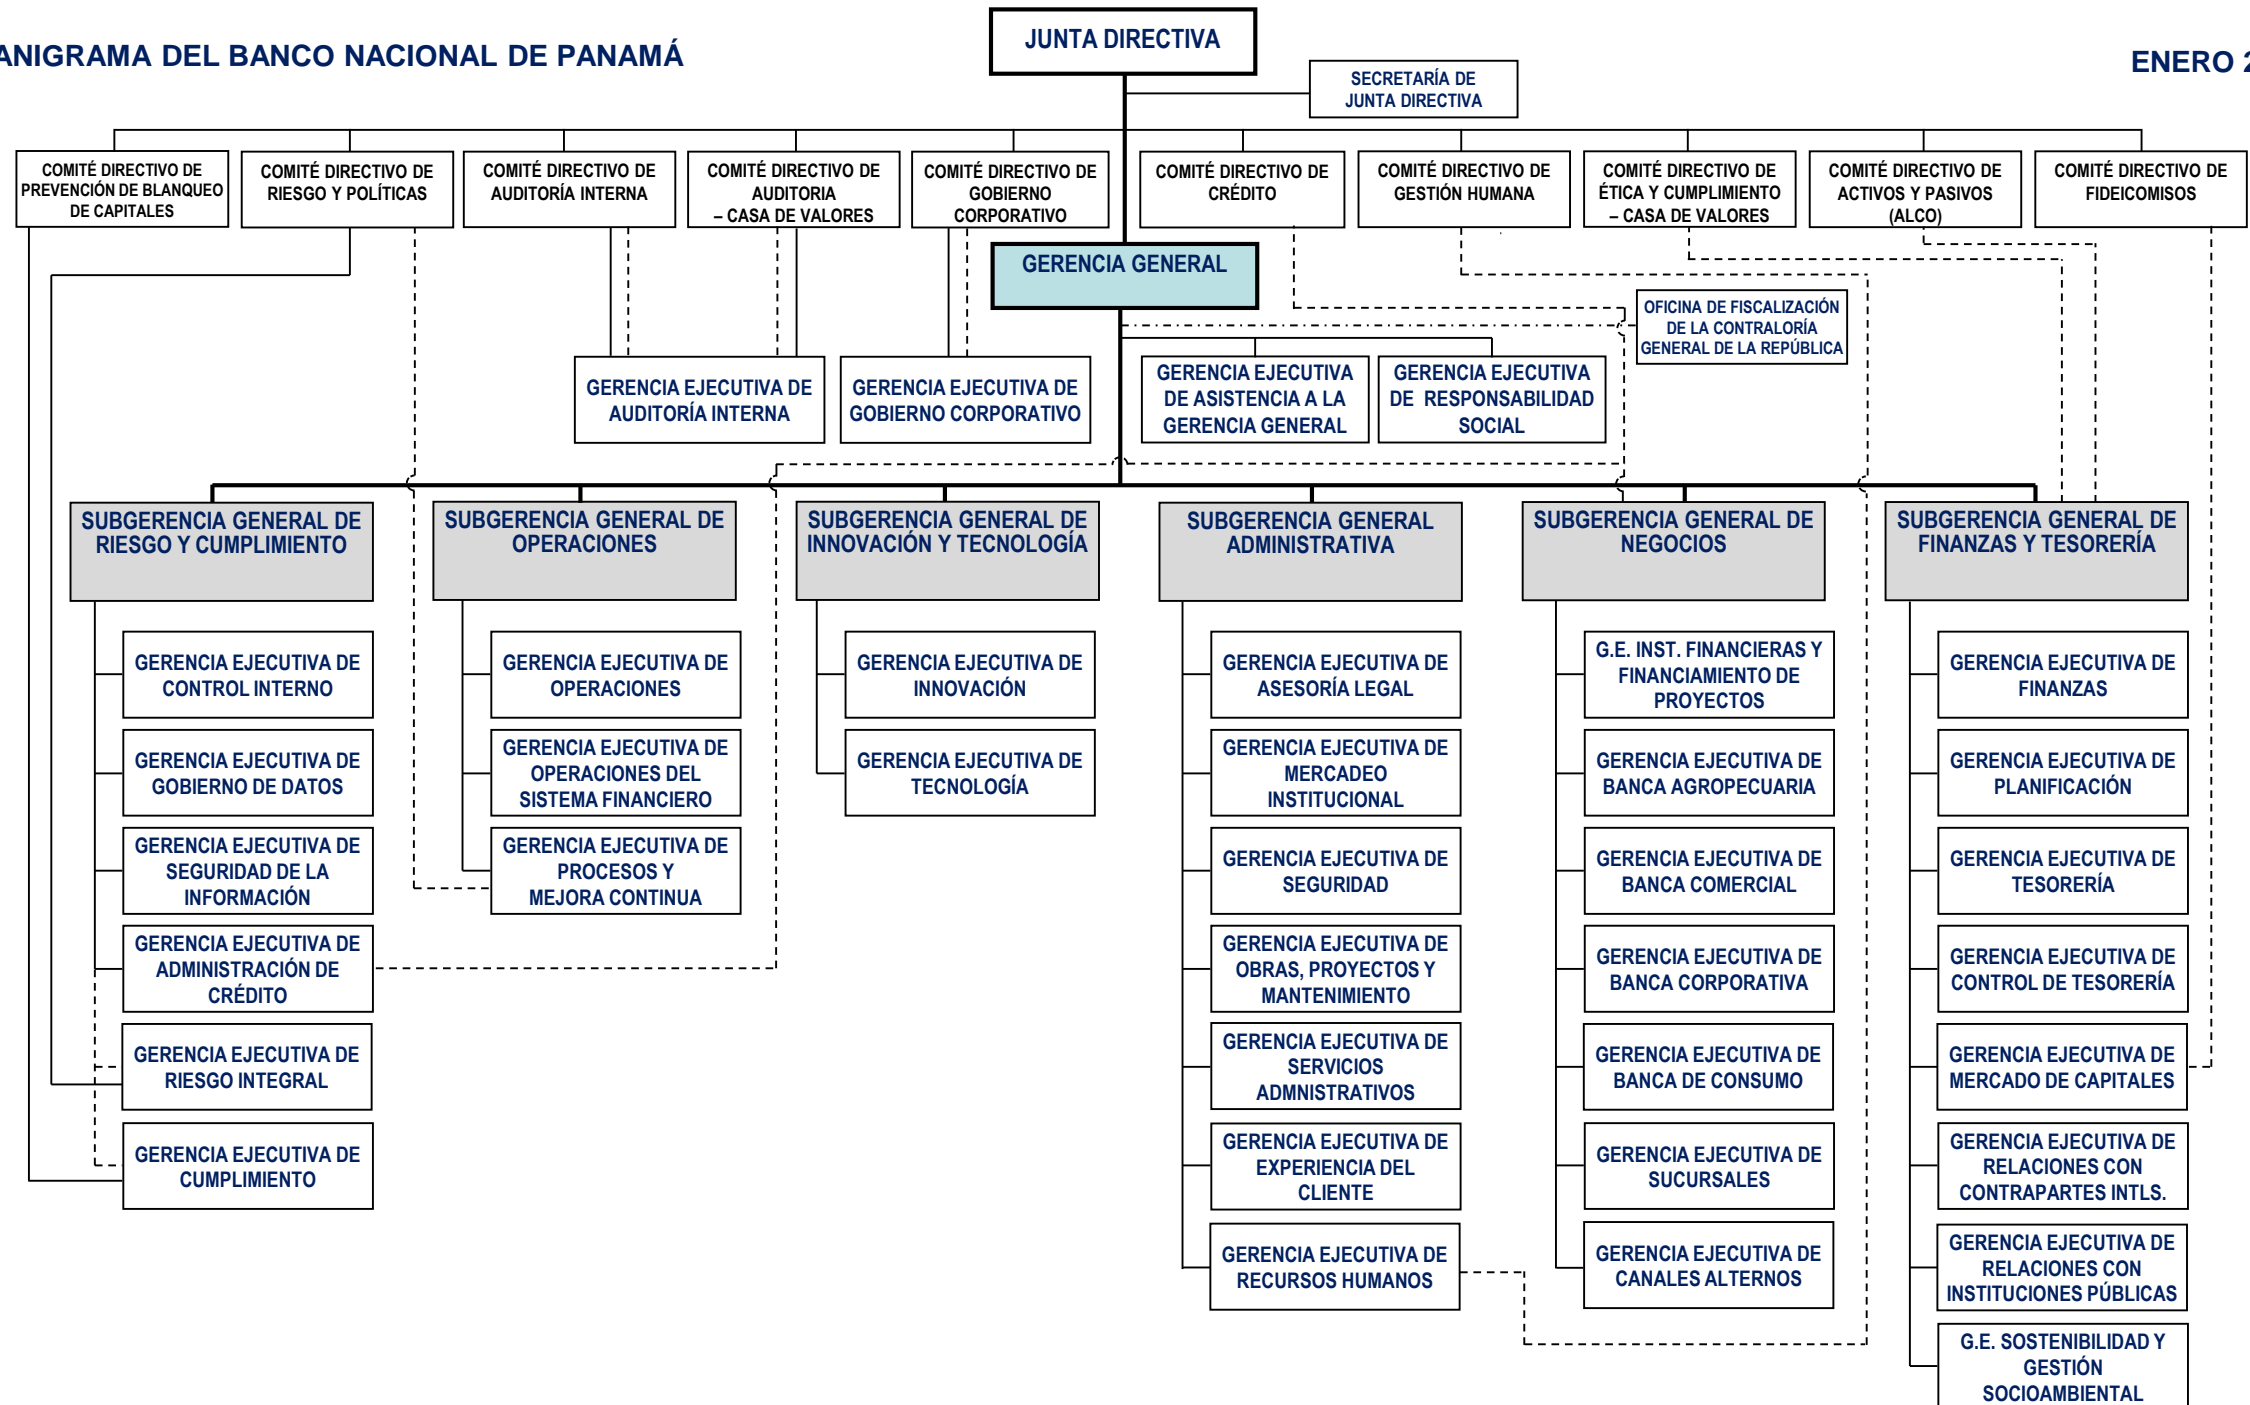 ANIGRAMA DEL BANCO NACIONAL DE PANAMÁ
ENERO 2
JUNTA DIRECTIVA
SECRETARÍA DE
JUNTA DIRECTIVA
COMITÉ DIRECTIVO DE
PREVENCIÓN DE BLANQUEO
DE CAPITALES
COMITÉ DIRECTIVO DE
RIESGO Y POLÍTICAS
COMITÉ DIRECTIVO DE
AUDITORÍA INTERNA
COMITÉ DIRECTIVO DE
AUDITORIA
– CASA DE VALORES
COMITÉ DIRECTIVO DE
GOBIERNO
CORPORATIVO
COMITÉ DIRECTIVO DE
CRÉDITO
COMITÉ DIRECTIVO DE
GESTIÓN HUMANA
COMITÉ DIRECTIVO DE
ÉTICA Y CUMPLIMIENTO
– CASA DE VALORES
COMITÉ DIRECTIVO DE
ACTIVOS Y PASIVOS
(ALCO)
COMITÉ DIRECTIVO DE
FIDEICOMISOS
GERENCIA GENERAL
OFICINA DE FISCALIZACIÓN
DE LA CONTRALORÍA
GENERAL DE LA REPÚBLICA
GERENCIA EJECUTIVA DE
AUDITORÍA INTERNA
GERENCIA EJECUTIVA DE
GOBIERNO CORPORATIVO
GERENCIA EJECUTIVA
DE ASISTENCIA A LA
GERENCIA GENERAL
GERENCIA EJECUTIVA
DE RESPONSABILIDAD
SOCIAL
SUBGERENCIA GENERAL DE
RIESGO Y CUMPLIMIENTO
SUBGERENCIA GENERAL DE
OPERACIONES
SUBGERENCIA GENERAL DE
INNOVACIÓN Y TECNOLOGÍA
SUBGERENCIA GENERAL
ADMINISTRATIVA
SUBGERENCIA GENERAL DE
NEGOCIOS
SUBGERENCIA GENERAL DE
FINANZAS Y TESORERÍA
GERENCIA EJECUTIVA DE
CONTROL INTERNO
GERENCIA EJECUTIVA DE
GOBIERNO DE DATOS
GERENCIA EJECUTIVA DE
SEGURIDAD DE LA
INFORMACIÓN
GERENCIA EJECUTIVA DE
ADMINISTRACIÓN DE
CRÉDITO
GERENCIA EJECUTIVA DE
RIESGO INTEGRAL
GERENCIA EJECUTIVA DE
CUMPLIMIENTO
GERENCIA EJECUTIVA DE
OPERACIONES
GERENCIA EJECUTIVA DE
OPERACIONES DEL
SISTEMA FINANCIERO
GERENCIA EJECUTIVA DE
PROCESOS Y
MEJORA CONTINUA
GERENCIA EJECUTIVA DE
INNOVACIÓN
GERENCIA EJECUTIVA DE
TECNOLOGÍA
GERENCIA EJECUTIVA DE
ASESORÍA LEGAL
GERENCIA EJECUTIVA DE
MERCADEO
INSTITUCIONAL
GERENCIA EJECUTIVA DE
SEGURIDAD
GERENCIA EJECUTIVA DE
OBRAS, PROYECTOS Y
MANTENIMIENTO
GERENCIA EJECUTIVA DE
SERVICIOS
ADMNISTRATIVOS
GERENCIA EJECUTIVA DE
EXPERIENCIA DEL
CLIENTE
GERENCIA EJECUTIVA DE
RECURSOS HUMANOS
G.E. INST. FINANCIERAS Y
FINANCIAMIENTO DE
PROYECTOS
GERENCIA EJECUTIVA DE
BANCA AGROPECUARIA
GERENCIA EJECUTIVA DE
BANCA COMERCIAL
GERENCIA EJECUTIVA DE
BANCA CORPORATIVA
GERENCIA EJECUTIVA DE
BANCA DE CONSUMO
GERENCIA EJECUTIVA DE
SUCURSALES
GERENCIA EJECUTIVA DE
CANALES ALTERNOS
GERENCIA EJECUTIVA DE
FINANZAS
GERENCIA EJECUTIVA DE
PLANIFICACIÓN
GERENCIA EJECUTIVA DE
TESORERÍA
GERENCIA EJECUTIVA DE
CONTROL DE TESORERÍA
GERENCIA EJECUTIVA DE
MERCADO DE CAPITALES
GERENCIA EJECUTIVA DE
RELACIONES CON
CONTRAPARTES INTLS.
GERENCIA EJECUTIVA DE
RELACIONES CON
INSTITUCIONES PÚBLICAS
G.E. SOSTENIBILIDAD Y
GESTIÓN
SOCIOAMBIENTAL